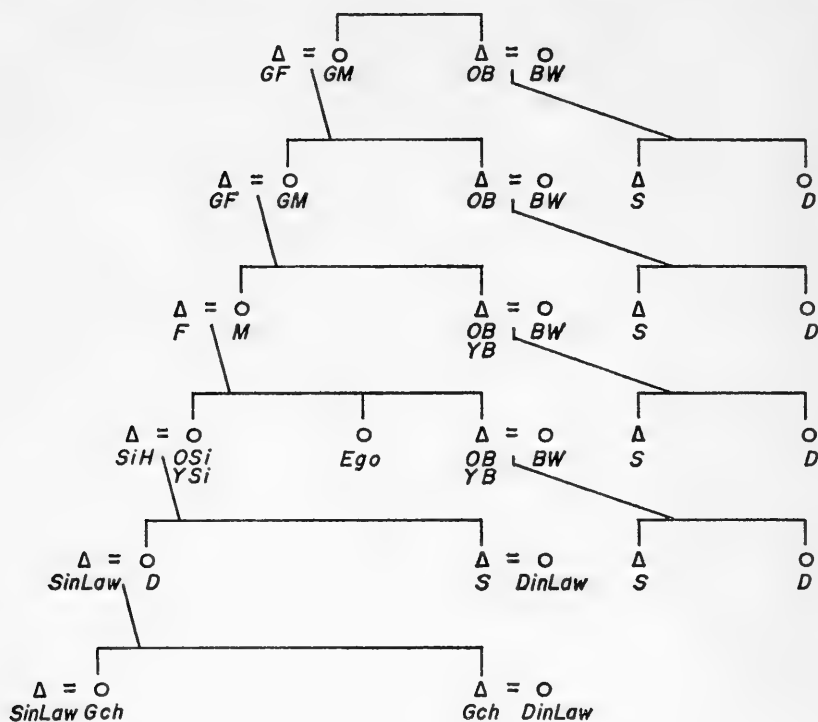 Δ = O Δ = O
GF GM OB BW
Δ = O Δ = O Δ O
GF GM OB BW S D
Δ = O Δ = O Δ O
F M OB BW S D
YB
Δ = O O Δ = O Δ O
SiH OSi Ego OB BW S D
YSi YB
Δ = O Δ = O Δ O
SinLaw D S DinLaw S D
Δ = O Δ = O
SinLaw Gch Gch DinLaw